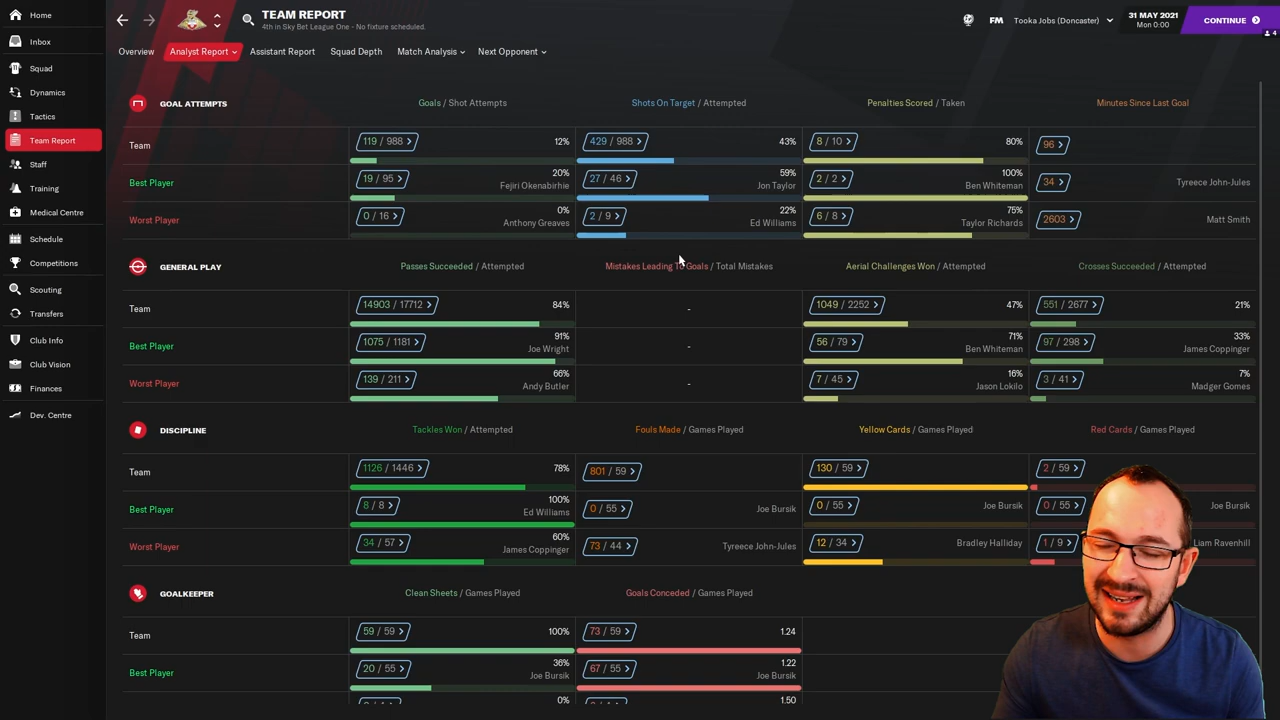 TEAM REPORT
4th in Sky Bet League One - No fixture scheduled.
FM
Tooka Jobs (Doncaster)
31 MAY 2021
Mon 0:00
CONTINUE
4
Overview
Analyst Report
Assistant Report
Squad Depth
Match Analysis
Next Opponent
Home
Inbox
Squad
Dynamics
Tactics
Team Report
Staff
Training
Medical Centre
Schedule
Competitions
Scouting
Transfers
Club Info
Club Vision
Finances
Dev. Centre
GOAL ATTEMPTS
Goals / Shot Attempts
Shots On Target / Attempted
Penalties Scored / Taken
Minutes Since Last Goal
Team
119 / 988
12%
429 / 988
43%
8 / 10
80%
96
Best Player
19 / 95
20%
Fejiri Okenabirhie
27 / 46
59%
Jon Taylor
2 / 2
100%
Ben Whiteman
34
Tyreece John-Jules
Worst Player
0 / 16
0%
Anthony Greaves
2 / 9
22%
Ed Williams
6 / 8
75%
Taylor Richards
2603
Matt Smith
GENERAL PLAY
Passes Succeeded / Attempted
Mistakes Leading To Goals / Total Mistakes
Aerial Challenges Won / Attempted
Crosses Succeeded / Attempted
Team
14903 / 17712
84%
-
1049 / 2252
47%
551 / 2677
21%
Best Player
1075 / 1181
91%
Joe Wright
-
56 / 79
71%
Ben Whiteman
97 / 298
33%
James Coppinger
Worst Player
139 / 211
66%
Andy Butler
-
7 / 45
16%
Jason Lokilo
3 / 41
7%
Madger Gomes
DISCIPLINE
Tackles Won / Attempted
Fouls Made / Games Played
Yellow Cards / Games Played
Red Cards / Games Played
Team
1126 / 1446
78%
801 / 59
130 / 59
2 / 59
Best Player
8 / 8
100%
Ed Williams
0 / 55
Joe Bursik
0 / 55
Joe Bursik
0 / 55
Joe Bursik
Worst Player
34 / 57
60%
James Coppinger
73 / 44
Tyreece John-Jules
12 / 34
Bradley Halliday
1 / 9
Liam Ravenhill
GOALKEEPER
Clean Sheets / Games Played
Goals Conceded / Games Played
Team
59 / 59
100%
73 / 59
1.24
Best Player
20 / 55
36%
Joe Bursik
67 / 55
1.22
Joe Bursik
0%
1.50